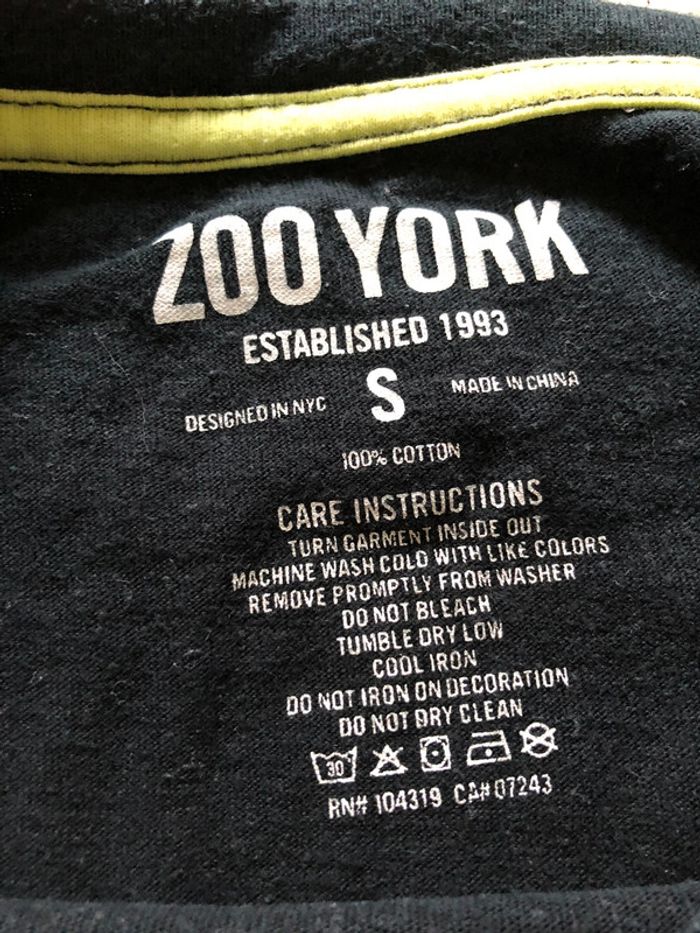 ZOO YORK
ESTABLISHED 1993
DESIGNED IN NYC S MADE IN CHINA
100% COTTON
CARE INSTRUCTIONS
TURN GARMENT INSIDE OUT
MACHINE WASH COLD WITH LIKE COLORS
REMOVE PROMPTLY FROM WASHER
DO NOT BLEACH
TUMBLE DRY LOW
COOL IRON
DO NOT IRON ON DECORATION
DO NOT DRY CLEAN
30
RN# 104319 CA# 07243